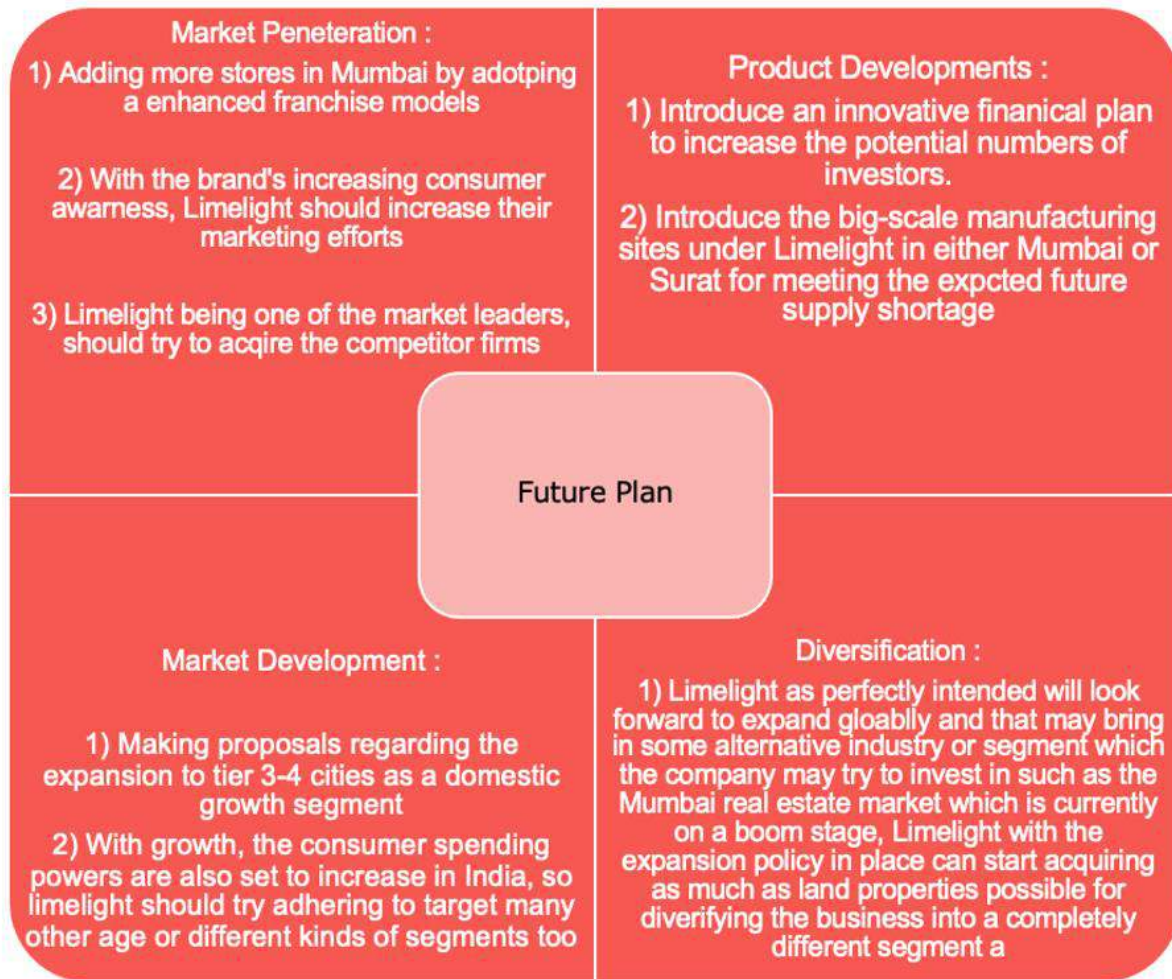 Market Peneteration :
1) Adding more stores in Mumbai by adotping
a enhanced franchise models
2) With the brand's increasing consumer
awarness, Limelight should increase their
marketing efforts
3) Limelight being one of the market leaders,
should try to acqire the competitor firms
Product Developments :
1) Introduce an innovative finanical plan
to increase the potential numbers of
investors.
2) Introduce the big-scale manufacturing
sites under Limelight in either Mumbai or
Surat for meeting the expcted future
supply shortage
Future Plan
Market Development :
1) Making proposals regarding the
expansion to tier 3-4 cities as a domestic
growth segment
2) With growth, the consumer spending
powers are also set to increase in India, so
limelight should try adhering to target many
other age or different kinds of segments too
Diversification :
1) Limelight as perfectly intended will look
forward to expand gloablly and that may bring
in some alternative industry or segment which
the company may try to invest in such as the
Mumbai real estate market which is currently
on a boom stage, Limelight with the
expansion policy in place can start acquiring
as much as land properties possible for
diverifying the business into a completely
different segment a